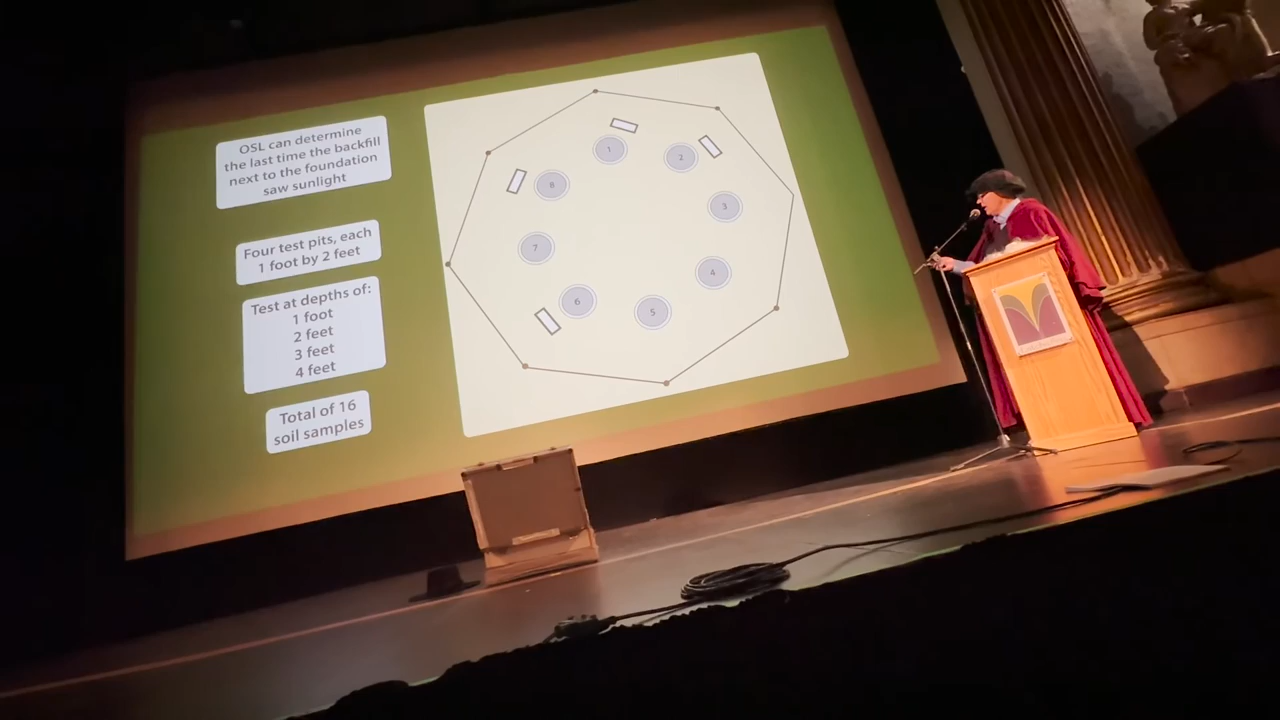 OSL can determine
the last time the backfill
next to the foundation
saw sunlight
Four test pits, each
1 foot by 2 feet
Test at depths of:
1 foot
2 feet
3 feet
4 feet
Total of 16
soil samples
1
2
3
4
5
6
7
8